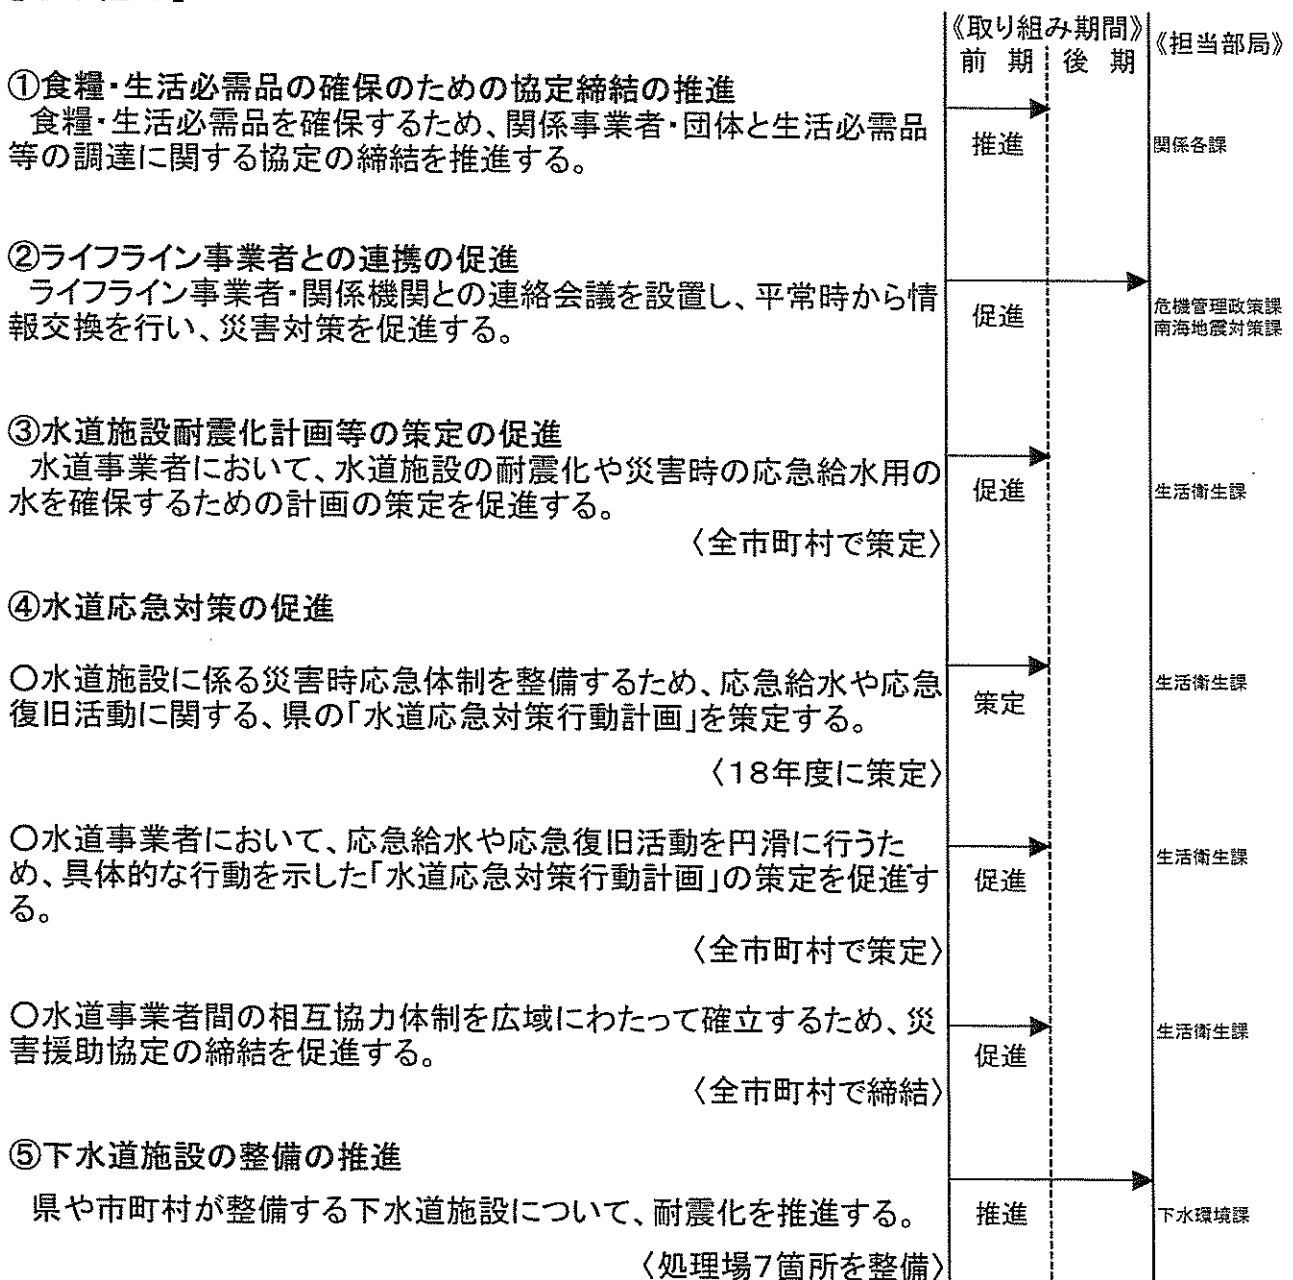 《取り組み期間》
前 期 後 期
《担当部局》
①食糧・生活必需品の確保のための協定締結の推進
食糧・生活必需品を確保するため、関係事業者・団体と生活必需品
等の調達に関する協定の締結を推進する。
推進
関係各課
②ライフライン事業者との連携の促進
ライフライン事業者・関係機関との連絡会議を設置し、平常時から情
報交換を行い、災害対策を促進する。
促進
危機管理政策課
南海地震対策課
③水道施設耐震化計画等の策定の促進
水道事業者において、水道施設の耐震化や災害時の応急給水用の
水を確保するための計画の策定を促進する。
〈全市町村で策定〉
促進
生活衛生課
④水道応急対策の促進
○水道施設に係る災害時応急体制を整備するため、応急給水や応急
復旧活動に関する、県の「水道応急対策行動計画」を策定する。
〈18年度に策定〉
策定
生活衛生課
○水道事業者において、応急給水や応急復旧活動を円滑に行うた
め、具体的な行動を示した「水道応急対策行動計画」の策定を促進す
る。
〈全市町村で策定〉
促進
生活衛生課
○水道事業者間の相互協力体制を広域にわたって確立するため、災
害援助協定の締結を促進する。
〈全市町村で締結〉
促進
生活衛生課
⑤下水道施設の整備の推進
県や市町村が整備する下水道施設について、耐震化を推進する。
〈処理場7箇所を整備〉
推進
下水環境課